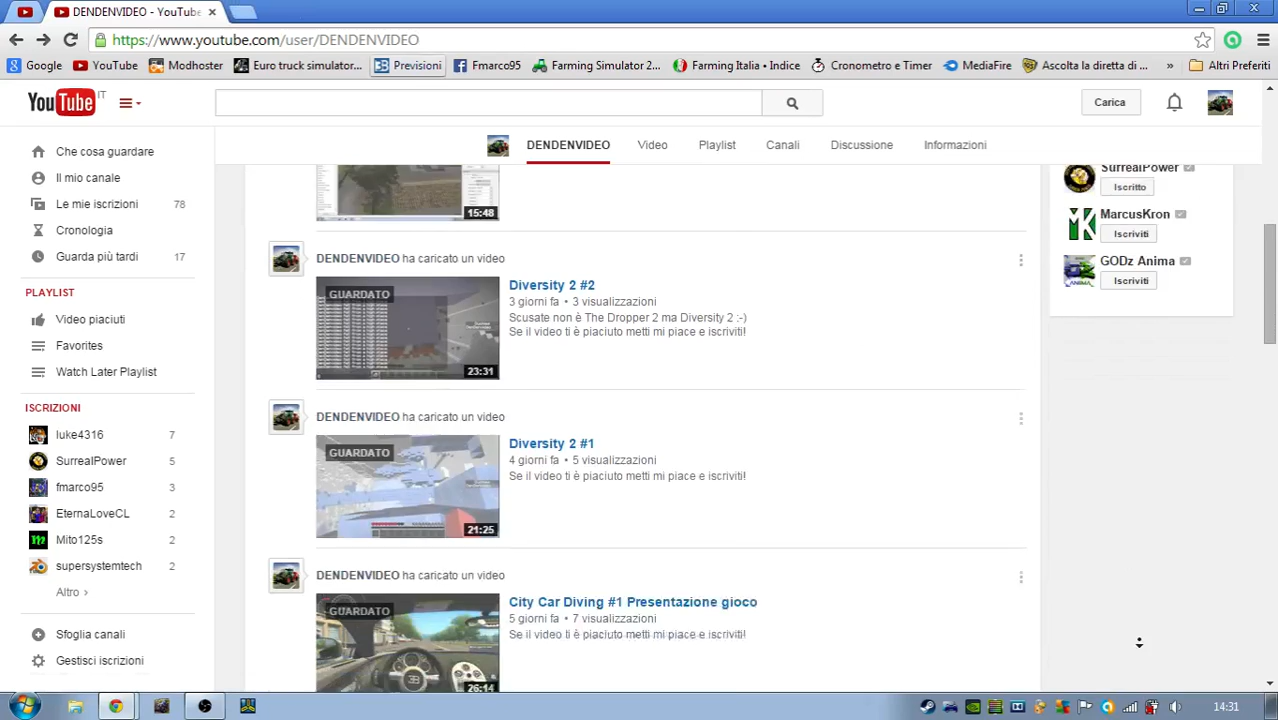 DENDENVIDEO - YouTube
https://www.youtube.com/user/DENDENVIDEO
Google YouTube Modhoster Euro truck simulator... Previsioni Fmarco95 Farming Simulator 2... Farming Italia • Indice Cronometro e Timer MediaFire Ascolta la diretta di ... » Altri Preferiti
YouTube IT
Carica
DENDENVIDEO Video Playlist Canali Discussione Informazioni
Che cosa guardare
Il mio canale
Le mie iscrizioni 78
Cronologia
Guarda più tardi 17
PLAYLIST
Video piaciuti
Favorites
Watch Later Playlist
ISCRIZIONI
luke4316 7
SurrealPower 5
fmarco95 3
EternaLoveCL 2
Mito125s 2
supersystemtech 2
Altro ›
Sfoglia canali
Gestisci iscrizioni
15:48
DENDENVIDEO ha caricato un video
GUARDATO
23:31
Diversity 2 #2
3 giorni fa • 3 visualizzazioni
Scusate non è The Dropper 2 ma Diversity 2 :-)
Se il video ti è piaciuto metti mi piace e iscriviti!
DENDENVIDEO ha caricato un video
GUARDATO
21:25
Diversity 2 #1
4 giorni fa • 5 visualizzazioni
Se il video ti è piaciuto metti mi piace e iscriviti!
DENDENVIDEO ha caricato un video
GUARDATO
26:14
City Car Diving #1 Presentazione gioco
5 giorni fa • 7 visualizzazioni
Se il video ti è piaciuto metti mi piace e iscriviti!
SurrealPower
Iscritto
MarcusKron
Iscriviti
GODz Anima
Iscriviti
14:31